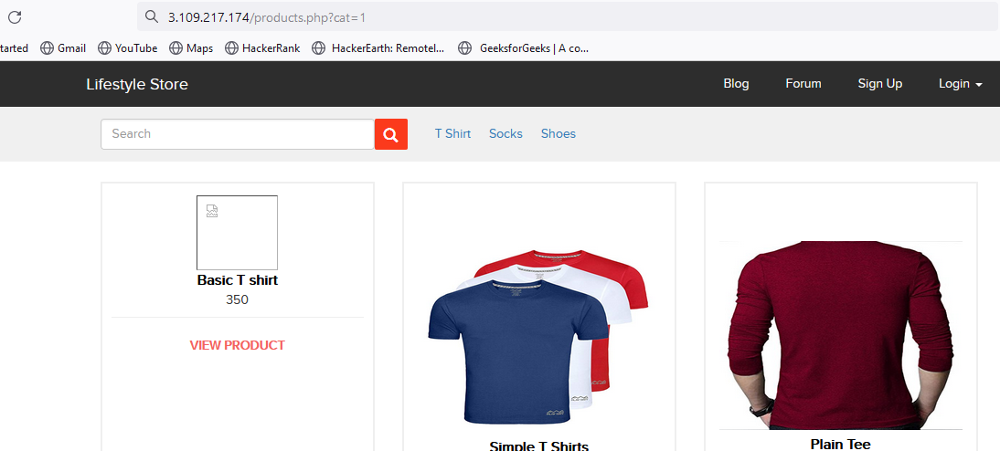 3.109.217.174/products.php?cat=1
tarted Gmail YouTube Maps HackerRank HackerEarth: Remotel... GeeksforGeeks | A co...
Lifestyle Store Blog Forum Sign Up Login
Search T Shirt Socks Shoes
Basic T shirt
350
VIEW PRODUCT
Simple T Shirts
Plain Tee